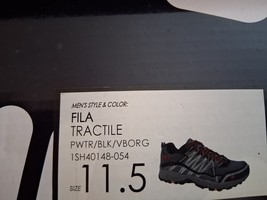 MEN'S STYLE & COLOR:
FILA
TRACTILE
PWTR/BLK/VBORG
1SH40148-054
SIZE 11.5